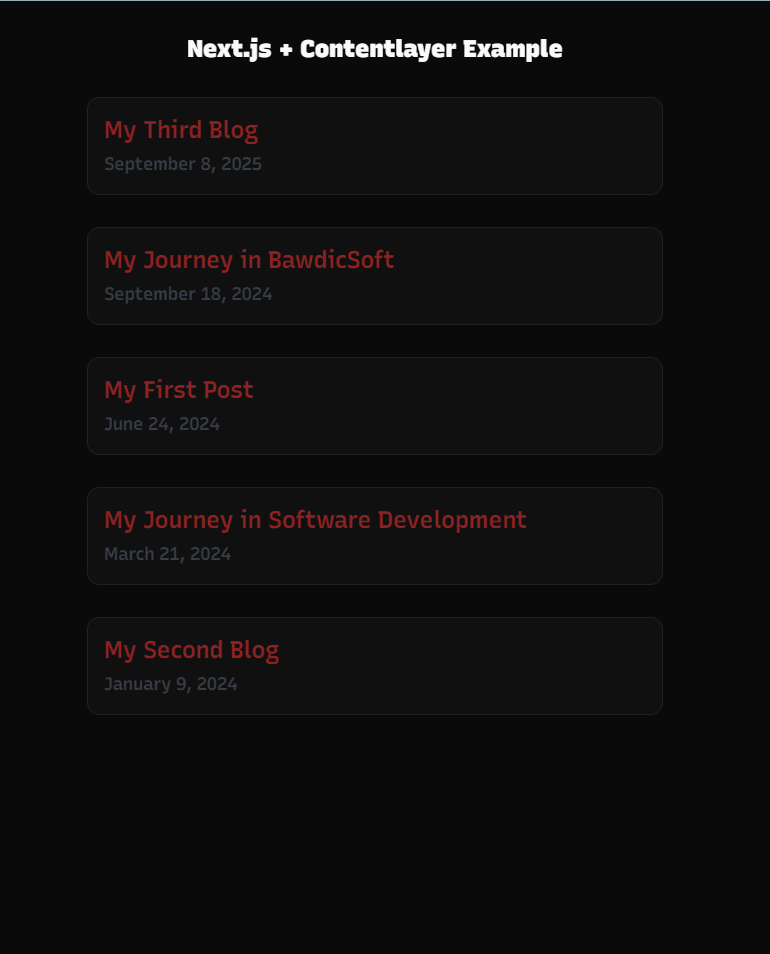 Next.js + Contentlayer Example
My Third Blog
September 8, 2025
My Journey in BawdicSoft
September 18, 2024
My First Post
June 24, 2024
My Journey in Software Development
March 21, 2024
My Second Blog
January 9, 2024